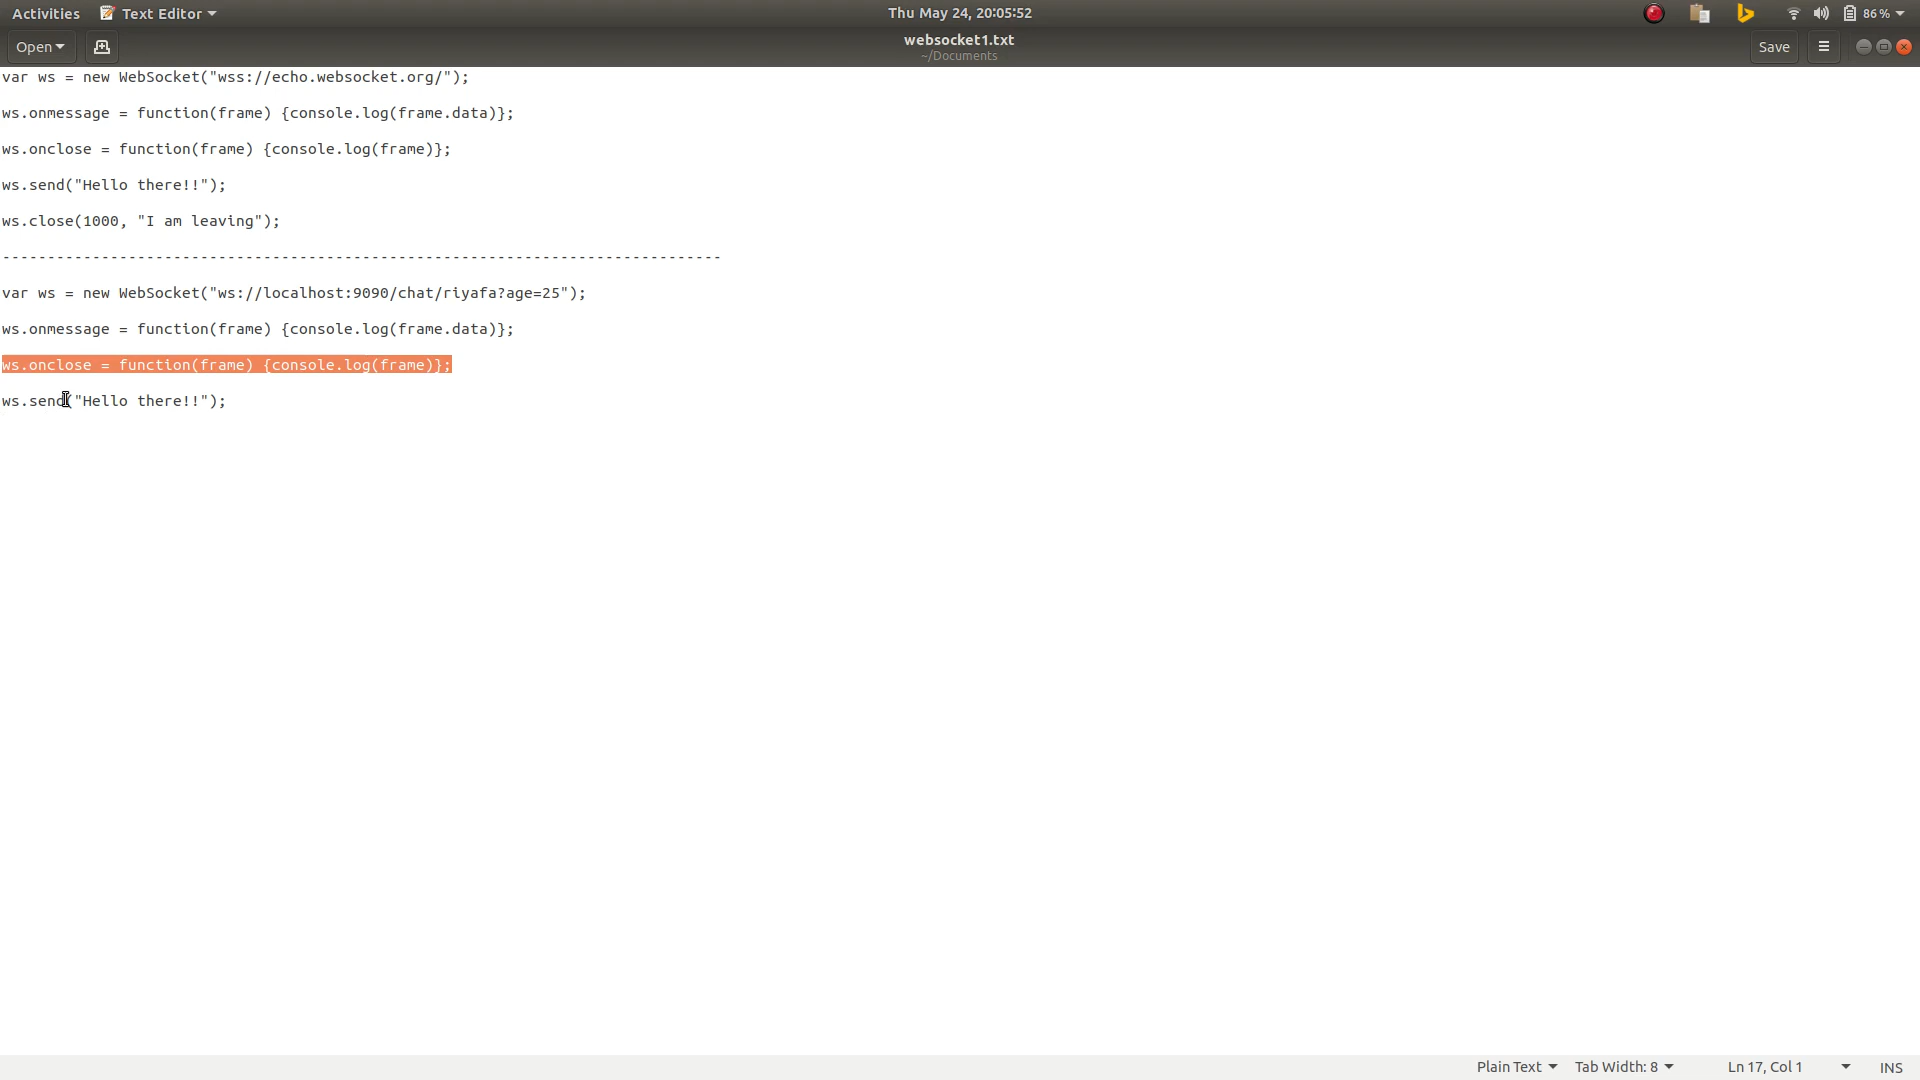 Activities Text Editor Thu May 24, 20:05:52 86 %
Open websocket1.txt Save
~/Documents
var ws = new WebSocket("wss://echo.websocket.org/");
ws.onmessage = function(frame) {console.log(frame.data)};
ws.onclose = function(frame) {console.log(frame)};
ws.send("Hello there!!");
ws.close(1000, "I am leaving");
--------------------------------------------------------------------------------
var ws = new WebSocket("ws://localhost:9090/chat/riyafa?age=25");
ws.onmessage = function(frame) {console.log(frame.data)};
ws.onclose = function(frame) {console.log(frame)};
ws.send("Hello there!!");
Plain Text Tab Width: 8 Ln 17, Col 1 INS